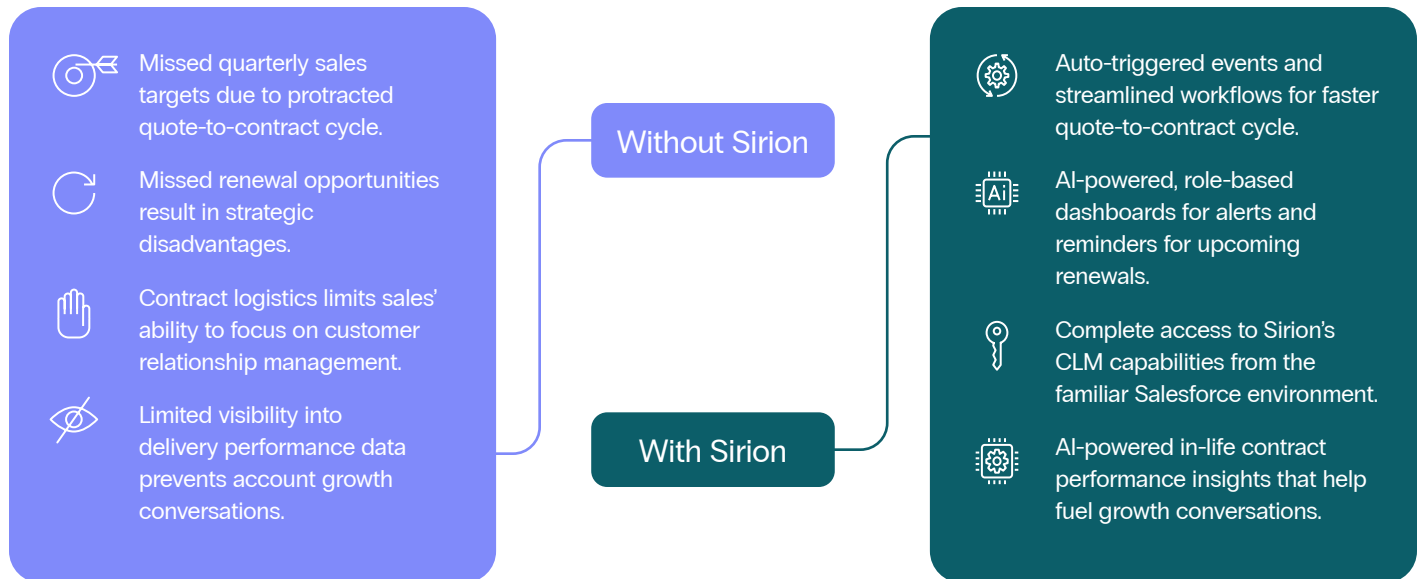 Missed quarterly sales
targets due to protracted
quote-to-contract cycle.
Missed renewal opportunities
result in strategic
disadvantages.
Contract logistics limits sales’
ability to focus on customer
relationship management.
Limited visibility into
delivery performance data
prevents account growth
conversations.
Without Sirion
With Sirion
Auto-triggered events and
streamlined workflows for faster
quote-to-contract cycle.
Ai
AI-powered, role-based
dashboards for alerts and
reminders for upcoming
renewals.
Complete access to Sirion’s
CLM capabilities from the
familiar Salesforce environment.
AI-powered in-life contract
performance insights that help
fuel growth conversations.